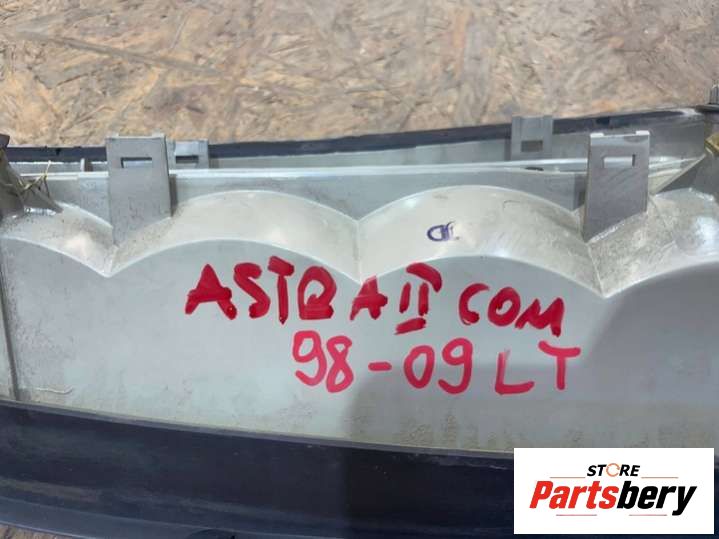 ASTRA II COM
98-09 LT
STORE
Partsbery